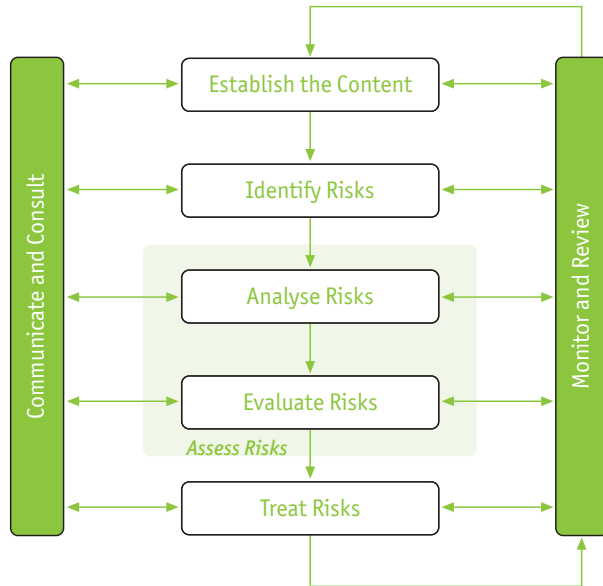 Establish the Content
Communicate and Consult
Identify Risks
Analyse Risks
Evaluate Risks
Assess Risks
Treat Risks
Monitor and Review